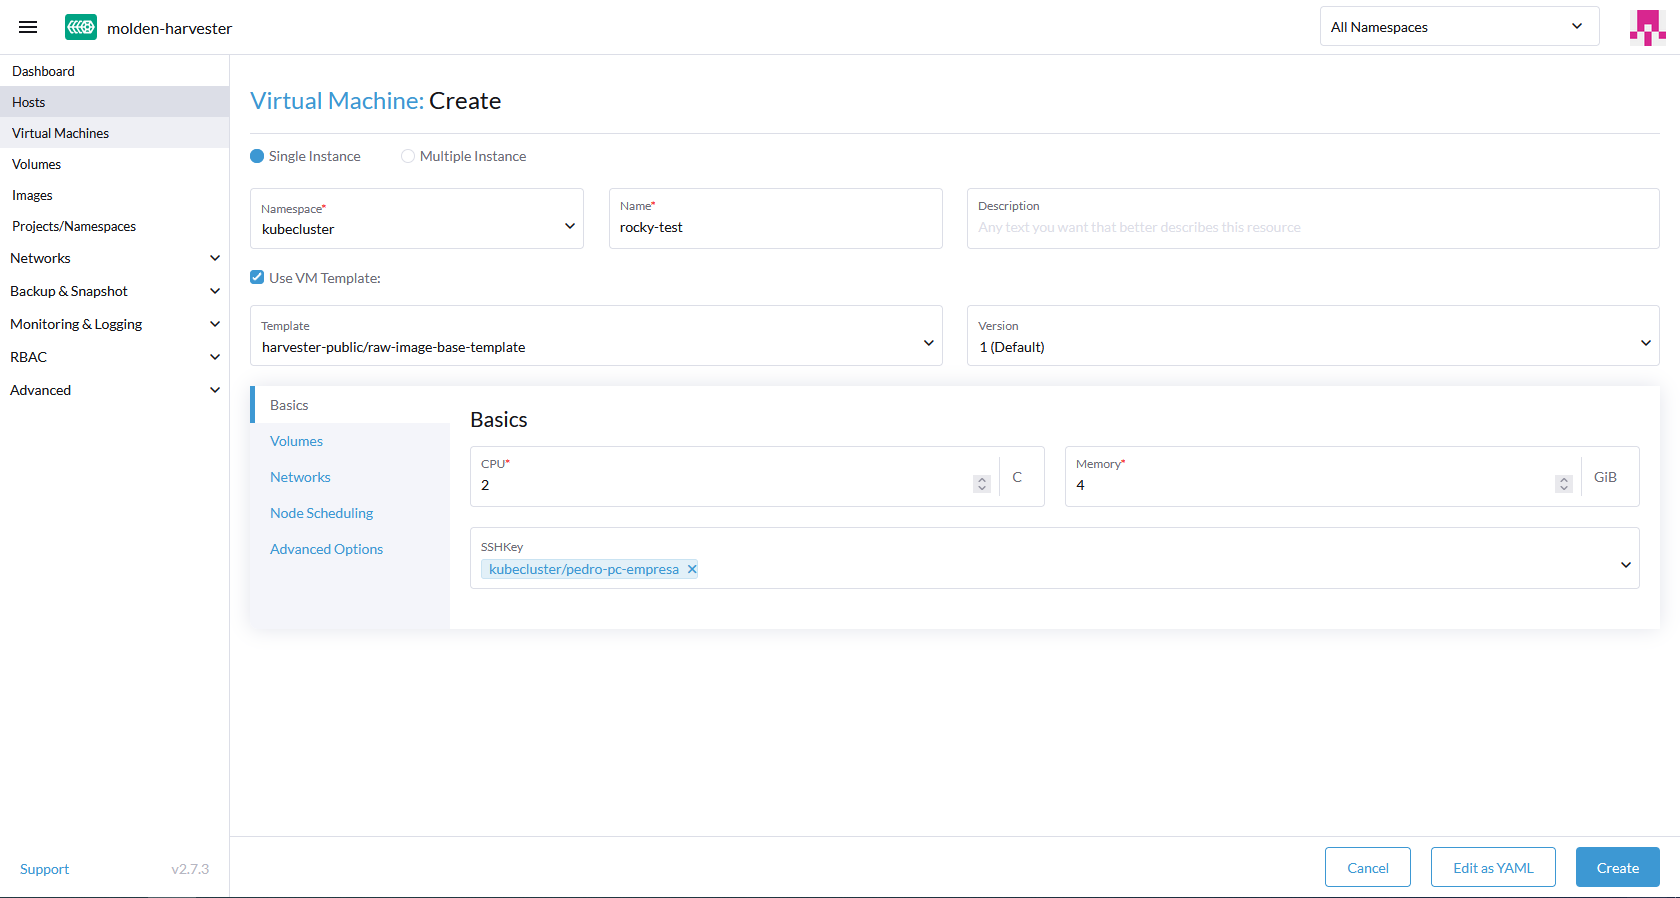 molden-harvester
All Namespaces
Dashboard
Hosts
Virtual Machines
Volumes
Images
Projects/Namespaces
Networks
Backup & Snapshot
Monitoring & Logging
RBAC
Advanced
Support
v2.7.3
Virtual Machine: Create
Single Instance
Multiple Instance
Namespace*
kubecluster
Name*
rocky-test
Description
Any text you want that better describes this resource
Use VM Template:
Template
harvester-public/raw-image-base-template
Version
1 (Default)
Basics
Volumes
Networks
Node Scheduling
Advanced Options
Basics
CPU*
2
C
Memory*
4
GiB
SSHKey
kubecluster/pedro-pc-empresa
Cancel
Edit as YAML
Create